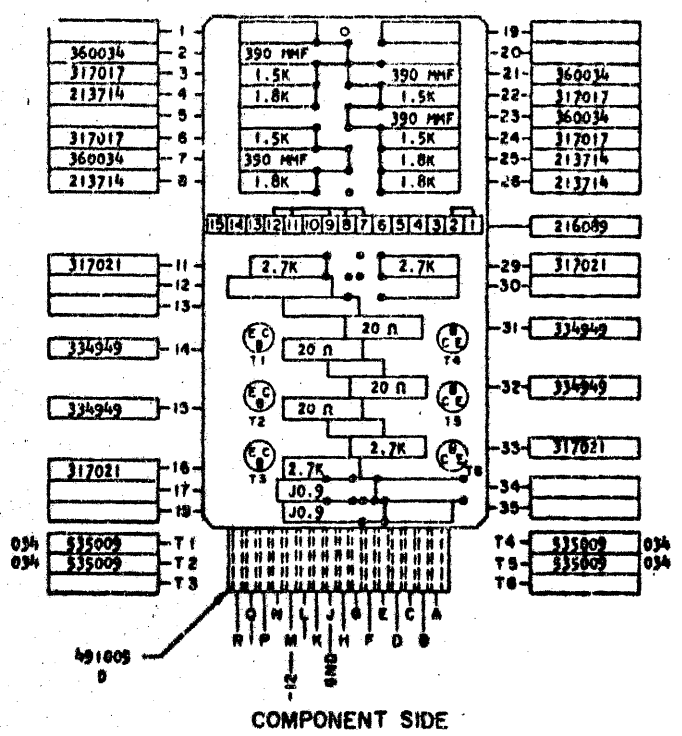 - 1 - - 19 -
360034 - 2 - 390 MMF - 20 -
317017 - 3 - 1.5K 390 MMF - 21 - 360034
213714 - 4 - 1.8K 1.5K - 22 - 317017
- 5 - 390 MMF - 23 - 360034
317017 - 6 - 1.5K 1.5K - 24 - 317017
360034 - 7 - 390 MMF 1.8K - 25 - 213714
213714 - 8 - 1.8K 1.8K - 26 - 213714
15 14 13 12 11 10 9 8 7 6 5 4 3 2 1 216089
317021 - 11 - 2.7K 2.7K - 29 - 317021
- 12 - - 30 -
- 13 -
20 Ω - 31 - 334949
334949 - 14 - E C B T1 20 Ω B C E T4
20 Ω - 32 - 334949
334949 - 15 - E C B T2 20 Ω B C E T5
2.7K - 33 - 317021
317021 - 16 - E C B T3 2.7K B C E T6
- 17 - J0.9 - 34 -
J0.9 - 35 -
034 535009 - T1 T4 - 535009 034
034 535009 - T2 T5 - 535009 034
T3 T6 -
Q N L J G E C A
R P M K H F D B
491009
D
-12
GND
COMPONENT SIDE